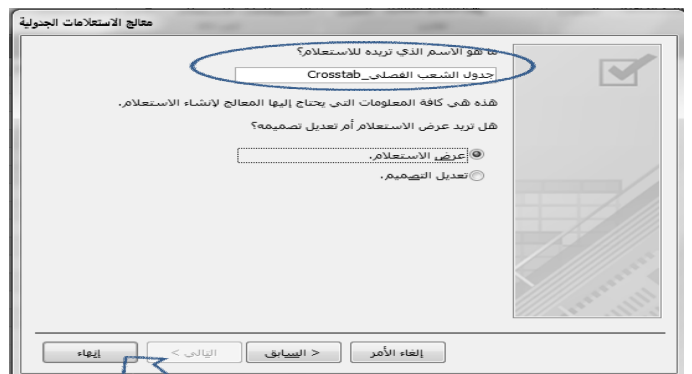 معالج الاستعلامات الجدولية
ما هو الاسم الذي تريده للاستعلام؟
جدول الشعب الفصلي_Crosstab
هذه هي كافة المعلومات التي يحتاج إليها المعالج لإنشاء الاستعلام.
هل تريد عرض الاستعلام أم تعديل تصميمه؟
عرض الاستعلام.
تعديل التصميم.
إلغاء الأمر
< السابق
التالي >
إنهاء